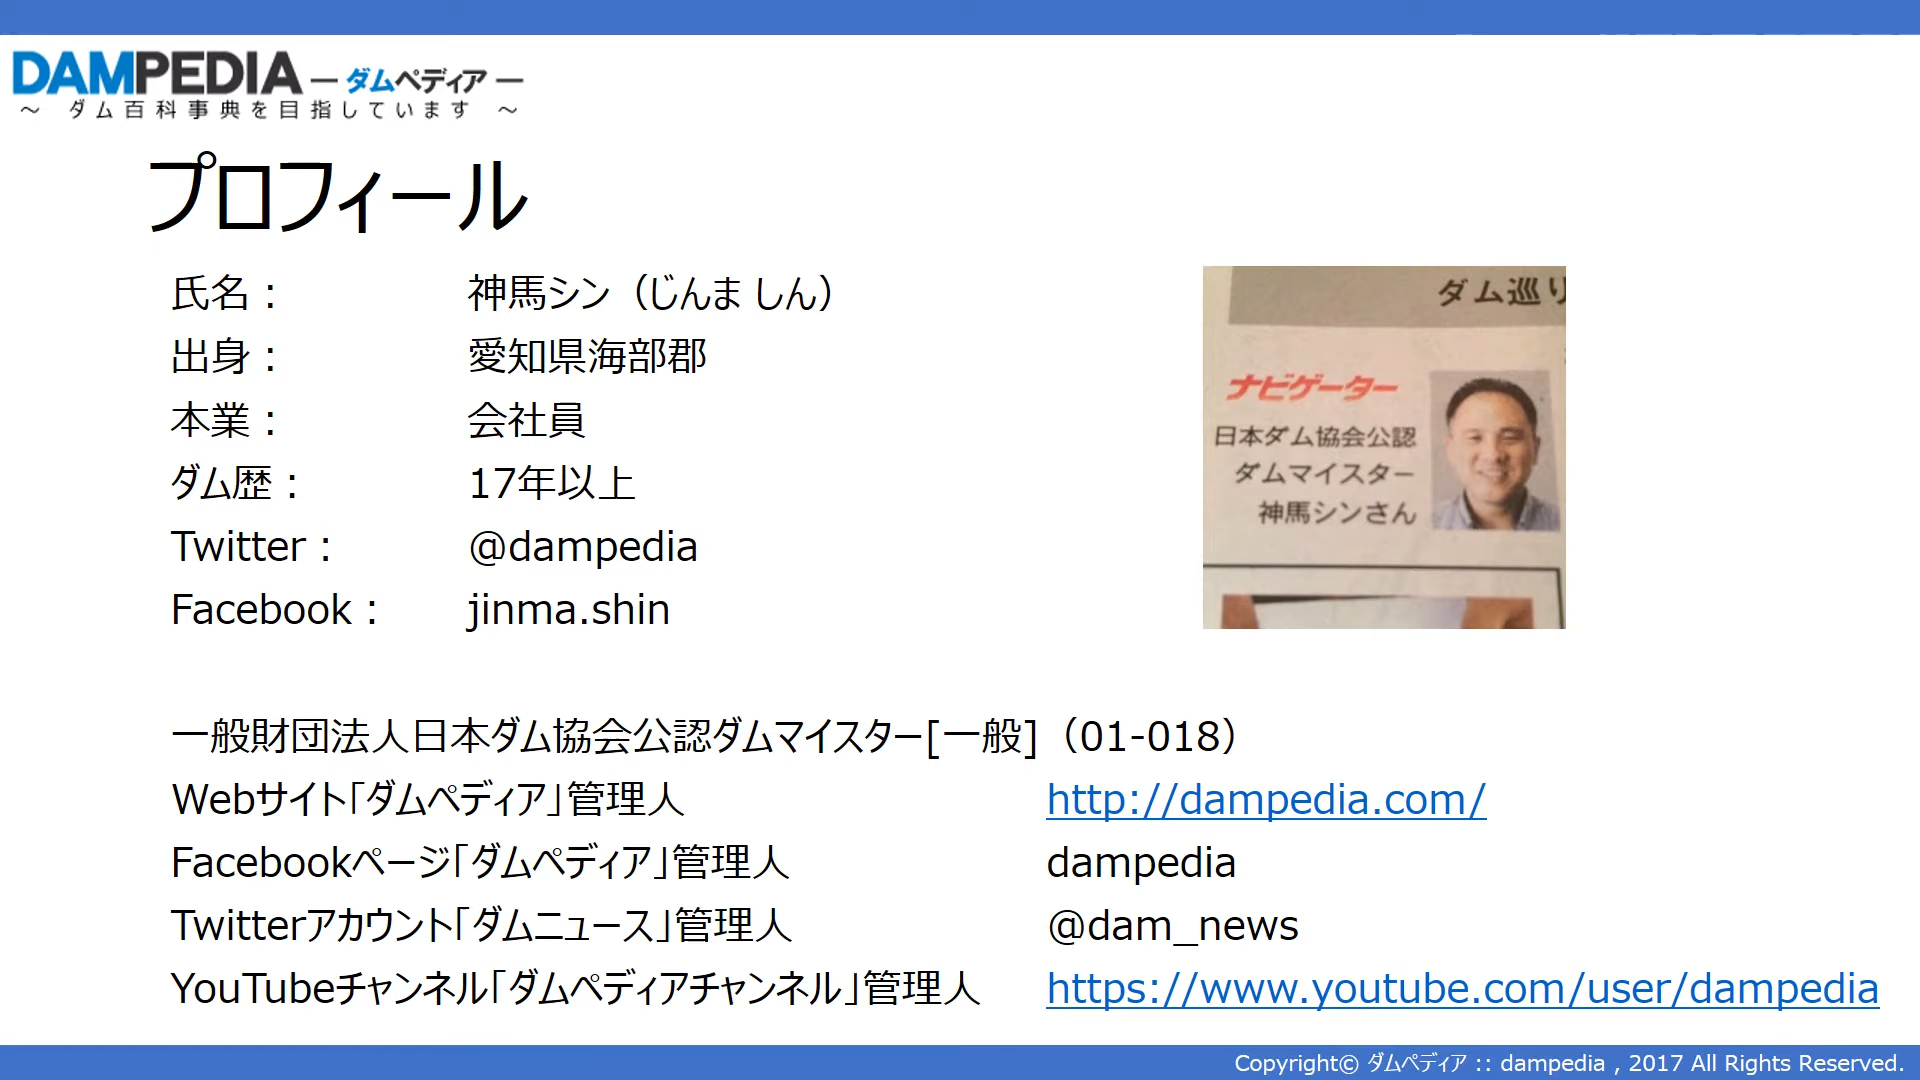 DAMPEDIA ― ダムペディア ―
～ ダム百科事典を目指しています ～
プロフィール
氏名： 神馬シン（じんま しん）
出身： 愛知県海部郡
本業： 会社員
ダム歴： 17年以上
Twitter： @dampedia
Facebook： jinma.shin
ダム巡り
ナビゲーター
日本ダム協会公認
ダムマイスター
神馬シンさん
一般財団法人日本ダム協会公認ダムマイスター[一般]（01-018）
Webサイト「ダムペディア」管理人 http://dampedia.com/
Facebookページ「ダムペディア」管理人 dampedia
Twitterアカウント「ダムニュース」管理人 @dam_news
YouTubeチャンネル「ダムペディアチャンネル」管理人 https://www.youtube.com/user/dampedia
Copyright© ダムペディア :: dampedia , 2017 All Rights Reserved.